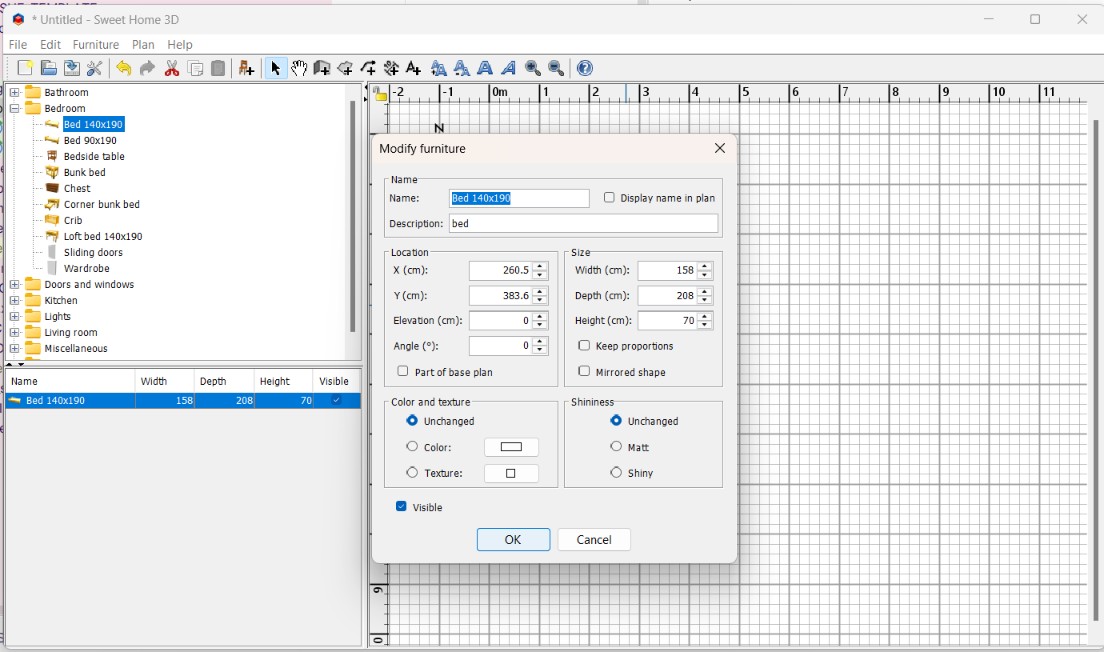 * Untitled - Sweet Home 3D
File Edit Furniture Plan Help
-2 -1 0m 1 2 3 4 5 6 7 8 9 10 11
Bathroom
Bedroom
Bed 140x190
Bed 90x190
Bedside table
Bunk bed
Chest
Corner bunk bed
Crib
Loft bed 140x190
Sliding doors
Wardrobe
Doors and windows
Kitchen
Lights
Living room
Miscellaneous
Name Width Depth Height Visible
Bed 140x190 158 208 70
N
Modify furniture
Name
Name: Bed 140x190 Display name in plan
Description: bed
Location
X (cm): 260.5
Y (cm): 383.6
Elevation (cm): 0
Angle (°): 0
Part of base plan
Size
Width (cm): 158
Depth (cm): 208
Height (cm): 70
Keep proportions
Mirrored shape
Color and texture
Unchanged
Color:
Texture:
Shininess
Unchanged
Matt
Shiny
Visible
OK Cancel